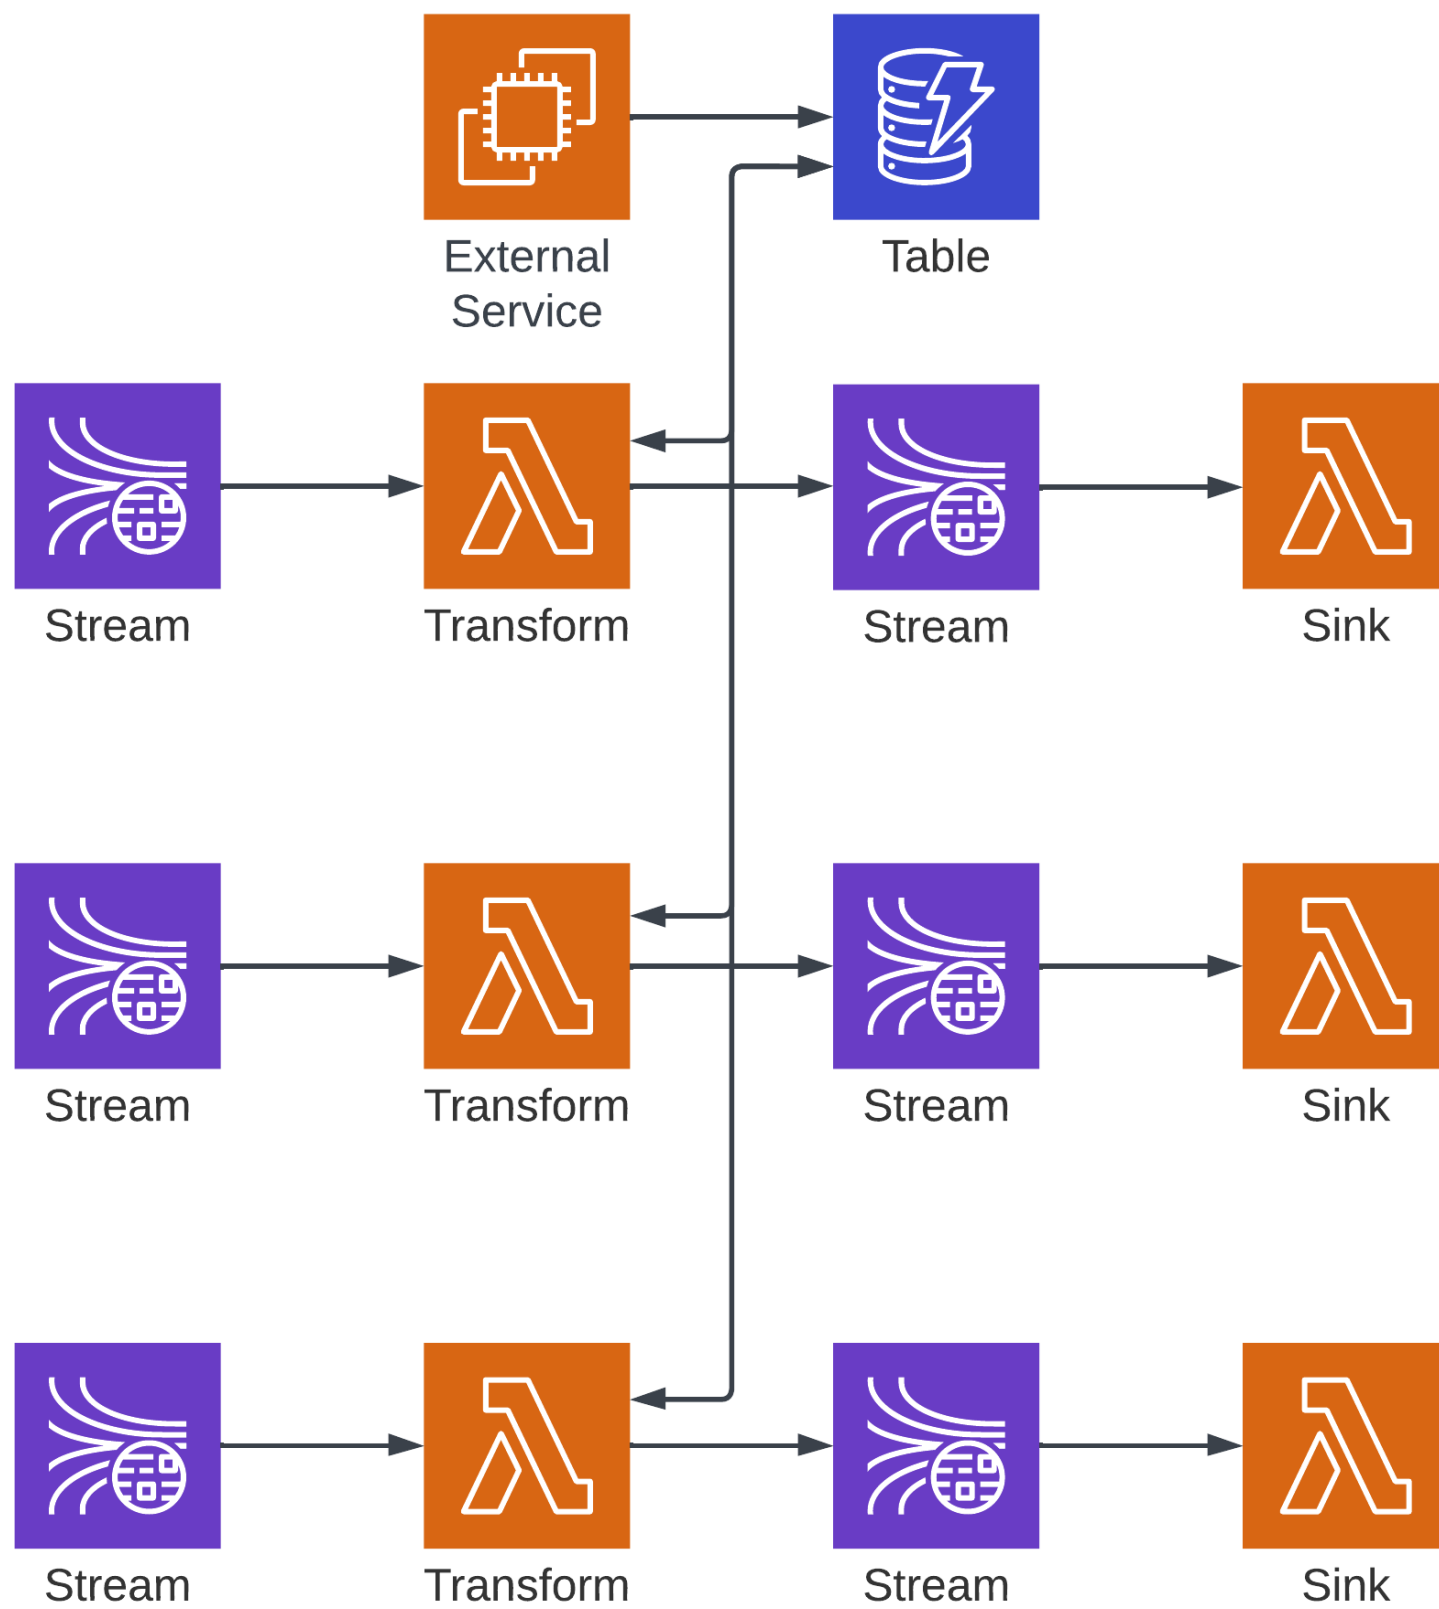 External
Service
Table
Stream
Transform
Stream
Sink
Stream
Transform
Stream
Sink
Stream
Transform
Stream
Sink